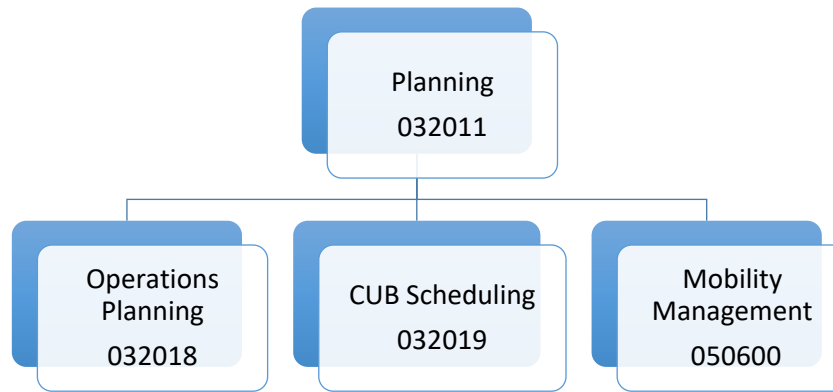 Planning
032011
Operations
Planning
032018
CUB Scheduling
032019
Mobility
Management
050600